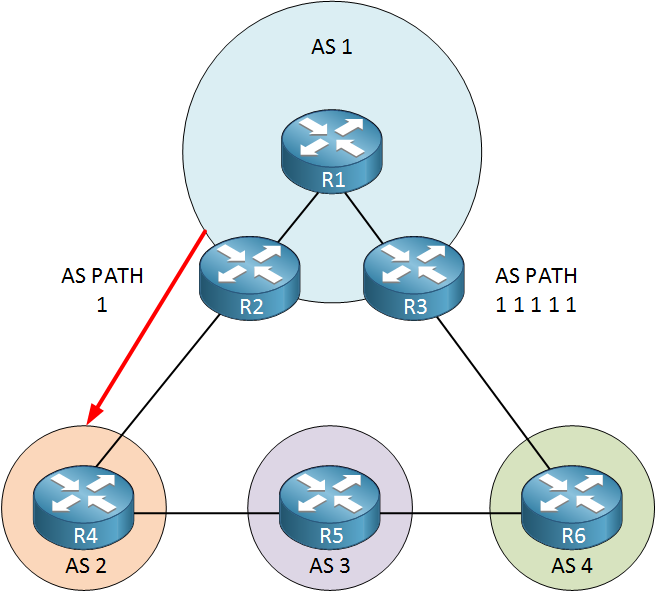 AS 1
R1
AS PATH
1
R2
R3
AS PATH
1 1 1 1 1
R4
AS 2
R5
AS 3
R6
AS 4